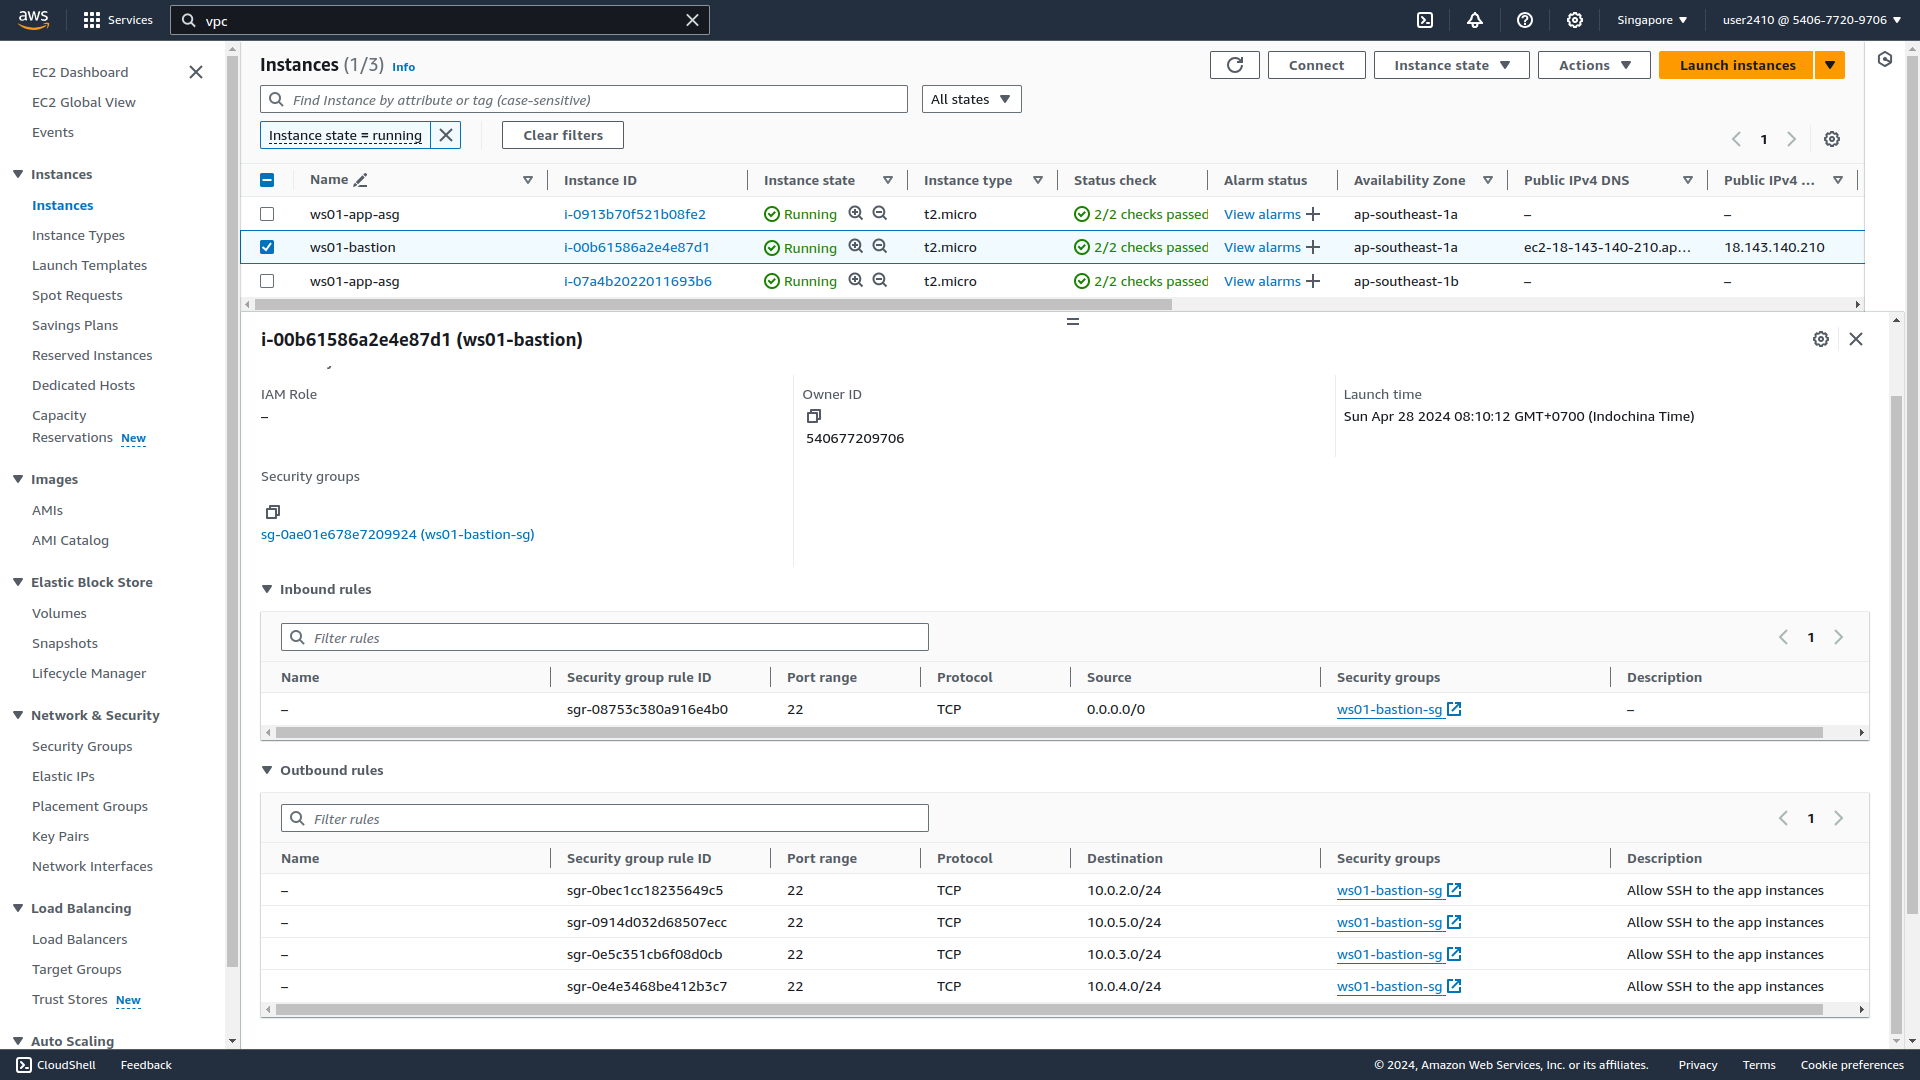 aws
Services
vpc
Singapore
user2410 @ 5406-7720-9706
EC2 Dashboard
EC2 Global View
Events
Instances
Instances
Instance Types
Launch Templates
Spot Requests
Savings Plans
Reserved Instances
Dedicated Hosts
Capacity
Reservations New
Images
AMIs
AMI Catalog
Elastic Block Store
Volumes
Snapshots
Lifecycle Manager
Network & Security
Security Groups
Elastic IPs
Placement Groups
Key Pairs
Network Interfaces
Load Balancing
Load Balancers
Target Groups
Trust Stores New
Auto Scaling
Instances (1/3) Info
Connect
Instance state
Actions
Launch instances
Find Instance by attribute or tag (case-sensitive)
All states
Instance state = running
Clear filters
1
Name Instance ID Instance state Instance type Status check Alarm status Availability Zone Public IPv4 DNS Public IPv4 ...
ws01-app-asg i-0913b70f521b08fe2 Running t2.micro 2/2 checks passed View alarms ap-southeast-1a – –
ws01-bastion i-00b61586a2e4e87d1 Running t2.micro 2/2 checks passed View alarms ap-southeast-1a ec2-18-143-140-210.ap... 18.143.140.210
ws01-app-asg i-07a4b2022011693b6 Running t2.micro 2/2 checks passed View alarms ap-southeast-1b – –
i-00b61586a2e4e87d1 (ws01-bastion)
IAM Role
–
Owner ID
540677209706
Launch time
Sun Apr 28 2024 08:10:12 GMT+0700 (Indochina Time)
Security groups
sg-0ae01e678e7209924 (ws01-bastion-sg)
Inbound rules
Filter rules
1
Name Security group rule ID Port range Protocol Source Security groups Description
– sgr-08753c380a916e4b0 22 TCP 0.0.0.0/0 ws01-bastion-sg –
Outbound rules
Filter rules
1
Name Security group rule ID Port range Protocol Destination Security groups Description
– sgr-0bec1cc18235649c5 22 TCP 10.0.2.0/24 ws01-bastion-sg Allow SSH to the app instances
– sgr-0914d032d68507ecc 22 TCP 10.0.5.0/24 ws01-bastion-sg Allow SSH to the app instances
– sgr-0e5c351cb6f08d0cb 22 TCP 10.0.3.0/24 ws01-bastion-sg Allow SSH to the app instances
– sgr-0e4e3468be412b3c7 22 TCP 10.0.4.0/24 ws01-bastion-sg Allow SSH to the app instances
CloudShell
Feedback
© 2024, Amazon Web Services, Inc. or its affiliates.
Privacy
Terms
Cookie preferences